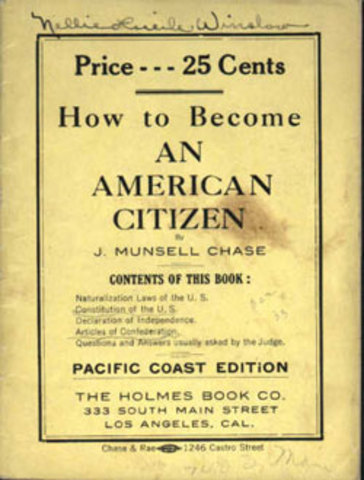 Nellie Lucile Winslow
Price --- 25 Cents
How to Become
AN
AMERICAN
CITIZEN
By
J. MUNSELL CHASE
CONTENTS OF THIS BOOK:
Naturalization Laws of the U. S.
Constitution of the U. S.
Declaration of Independence.
Articles of Confederation.
Questions and Answers usually asked by the Judge.
PACIFIC COAST EDITION
THE HOLMES BOOK CO.
333 SOUTH MAIN STREET
LOS ANGELES, CAL.
Chase & Rae 1246 Castro Street